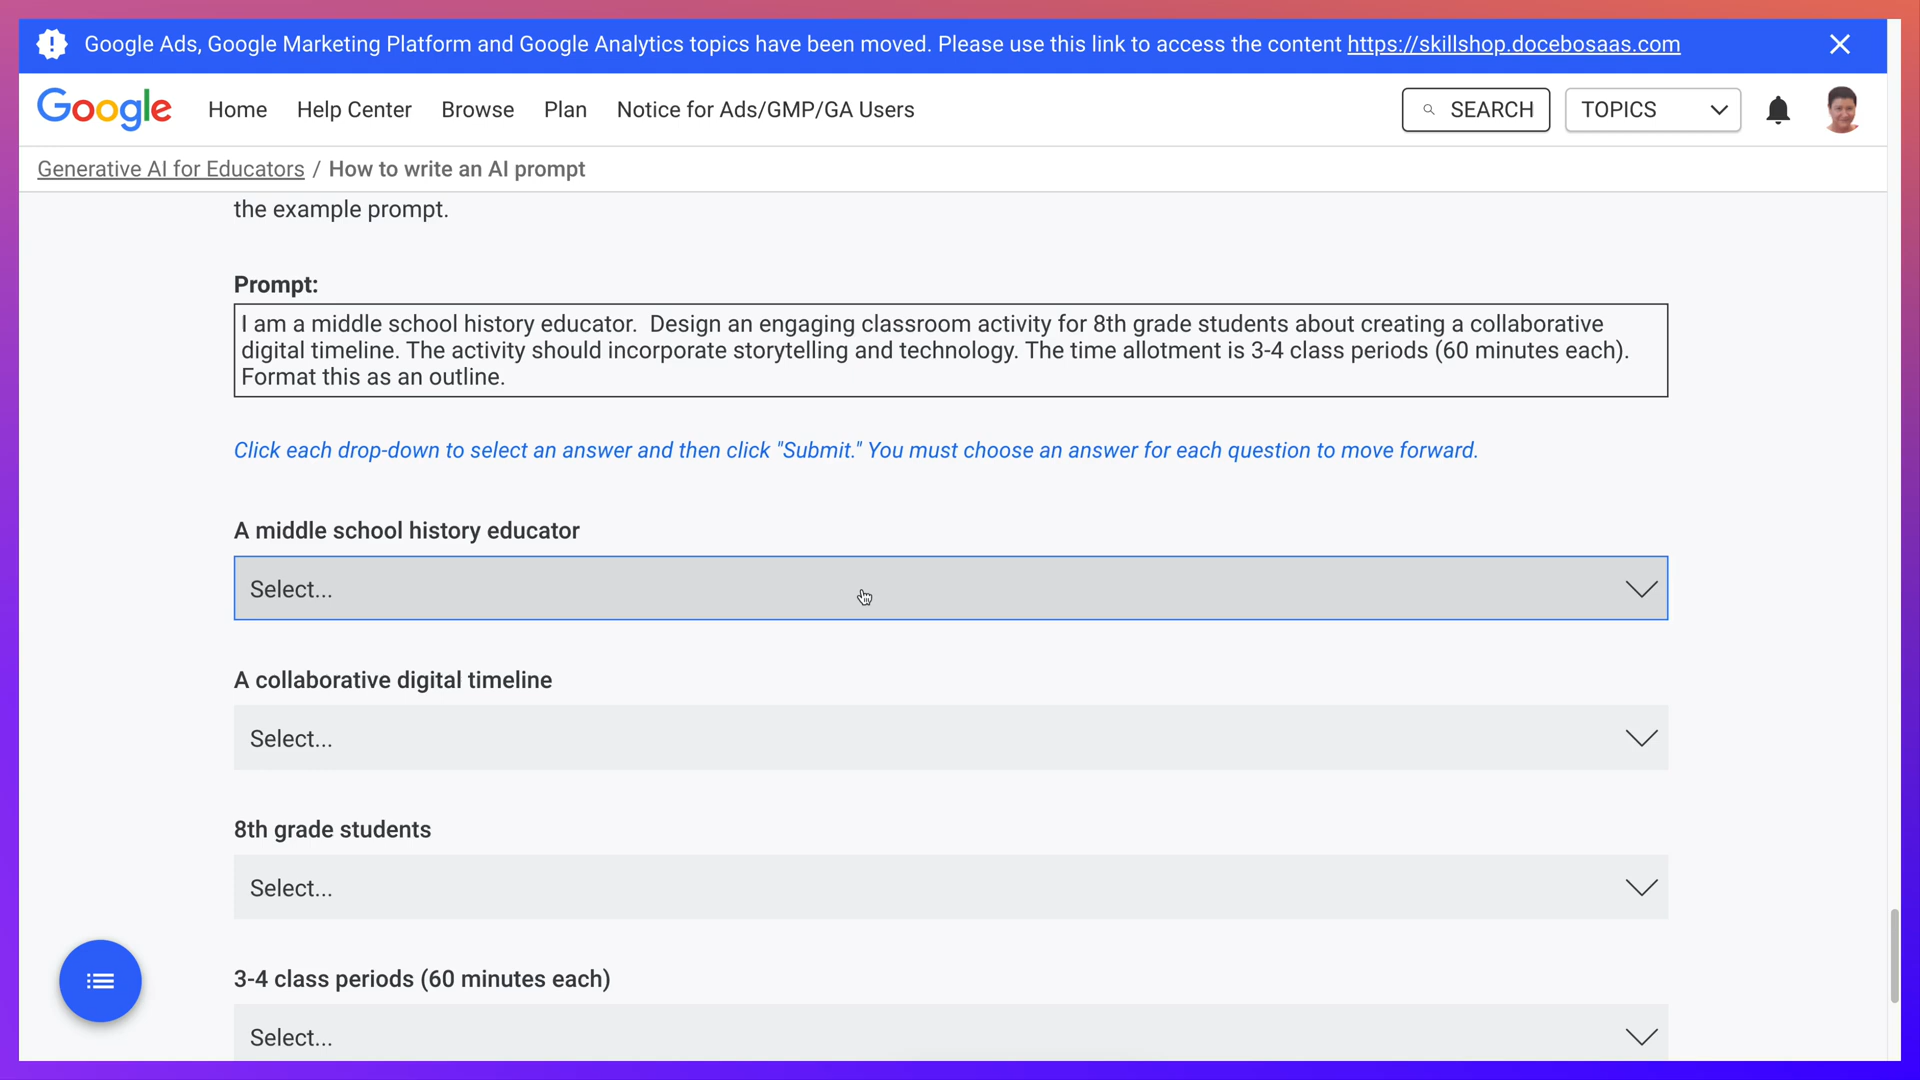 Google Ads, Google Marketing Platform and Google Analytics topics have been moved. Please use this link to access the content https://skillshop.docebosaas.com
Google Home Help Center Browse Plan Notice for Ads/GMP/GA Users SEARCH TOPICS
Generative AI for Educators / How to write an AI prompt
the example prompt.
Prompt:
I am a middle school history educator.  Design an engaging classroom activity for 8th grade students about creating a collaborative
digital timeline. The activity should incorporate storytelling and technology. The time allotment is 3-4 class periods (60 minutes each).
Format this as an outline.
Click each drop-down to select an answer and then click "Submit." You must choose an answer for each question to move forward.
A middle school history educator
Select...
A collaborative digital timeline
Select...
8th grade students
Select...
3-4 class periods (60 minutes each)
Select...